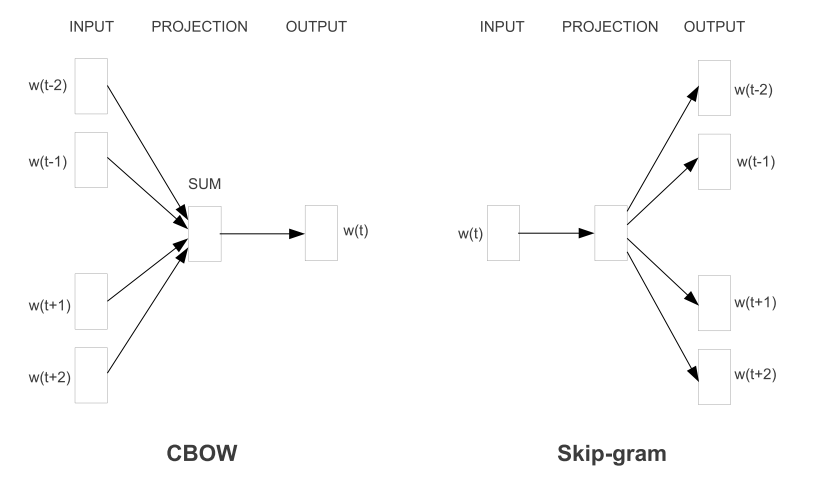 INPUT PROJECTION OUTPUT
w(t-2)
w(t-1)
SUM
w(t)
w(t+1)
w(t+2)
CBOW
INPUT PROJECTION OUTPUT
w(t-2)
w(t-1)
w(t)
w(t+1)
w(t+2)
Skip-gram